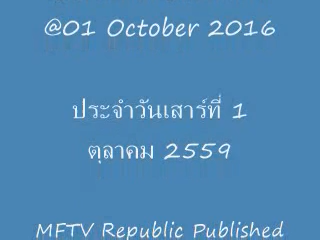 @01 October 2016
ประจำวันเสาร์ที่ 1
ตุลาคม 2559
MFTV Republic Published